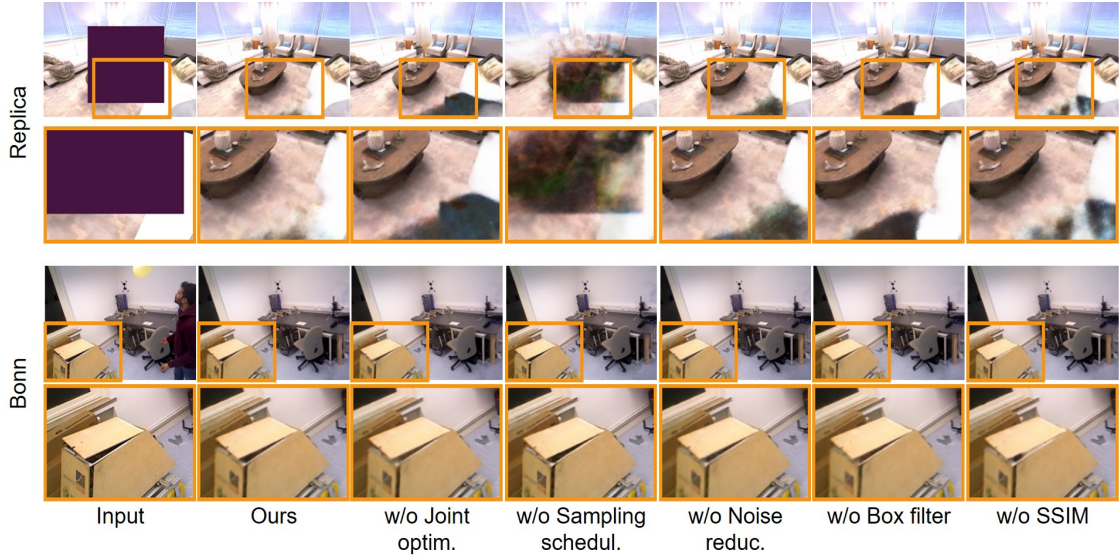 Replica
Bonn
Input
Ours
w/o Joint
optim.
w/o Sampling
schedul.
w/o Noise
reduc.
w/o Box filter
w/o SSIM